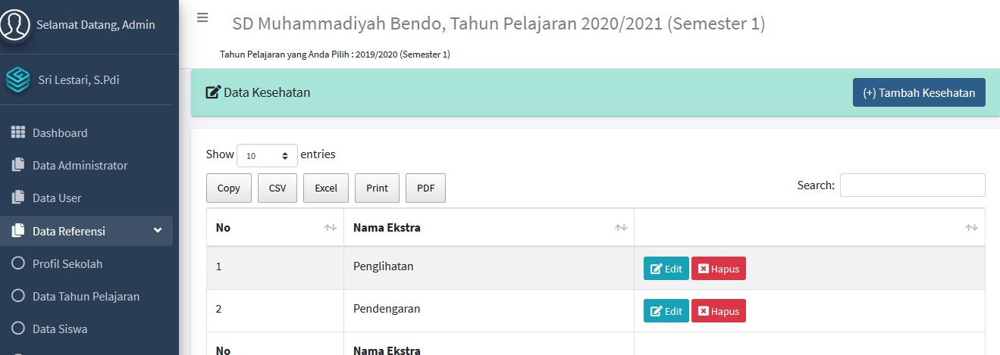 Selamat Datang, Admin
Sri Lestari, S.Pdi
Dashboard
Data Administrator
Data User
Data Referensi
Profil Sekolah
Data Tahun Pelajaran
Data Siswa
SD Muhammadiyah Bendo, Tahun Pelajaran 2020/2021 (Semester 1)
Tahun Pelajaran yang Anda Pilih : 2019/2020 (Semester 1)
Data Kesehatan
(+) Tambah Kesehatan
Show 10 entries
Copy CSV Excel Print PDF
Search:
No Nama Ekstra
1 Penglihatan Edit Hapus
2 Pendengaran Edit Hapus
No Nama Ekstra